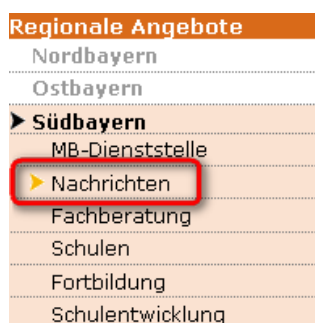 Regionale Angebote
Nordbayern
Ostbayern
Südbayern
MB-Dienststelle
Nachrichten
Fachberatung
Schulen
Fortbildung
Schulentwicklung